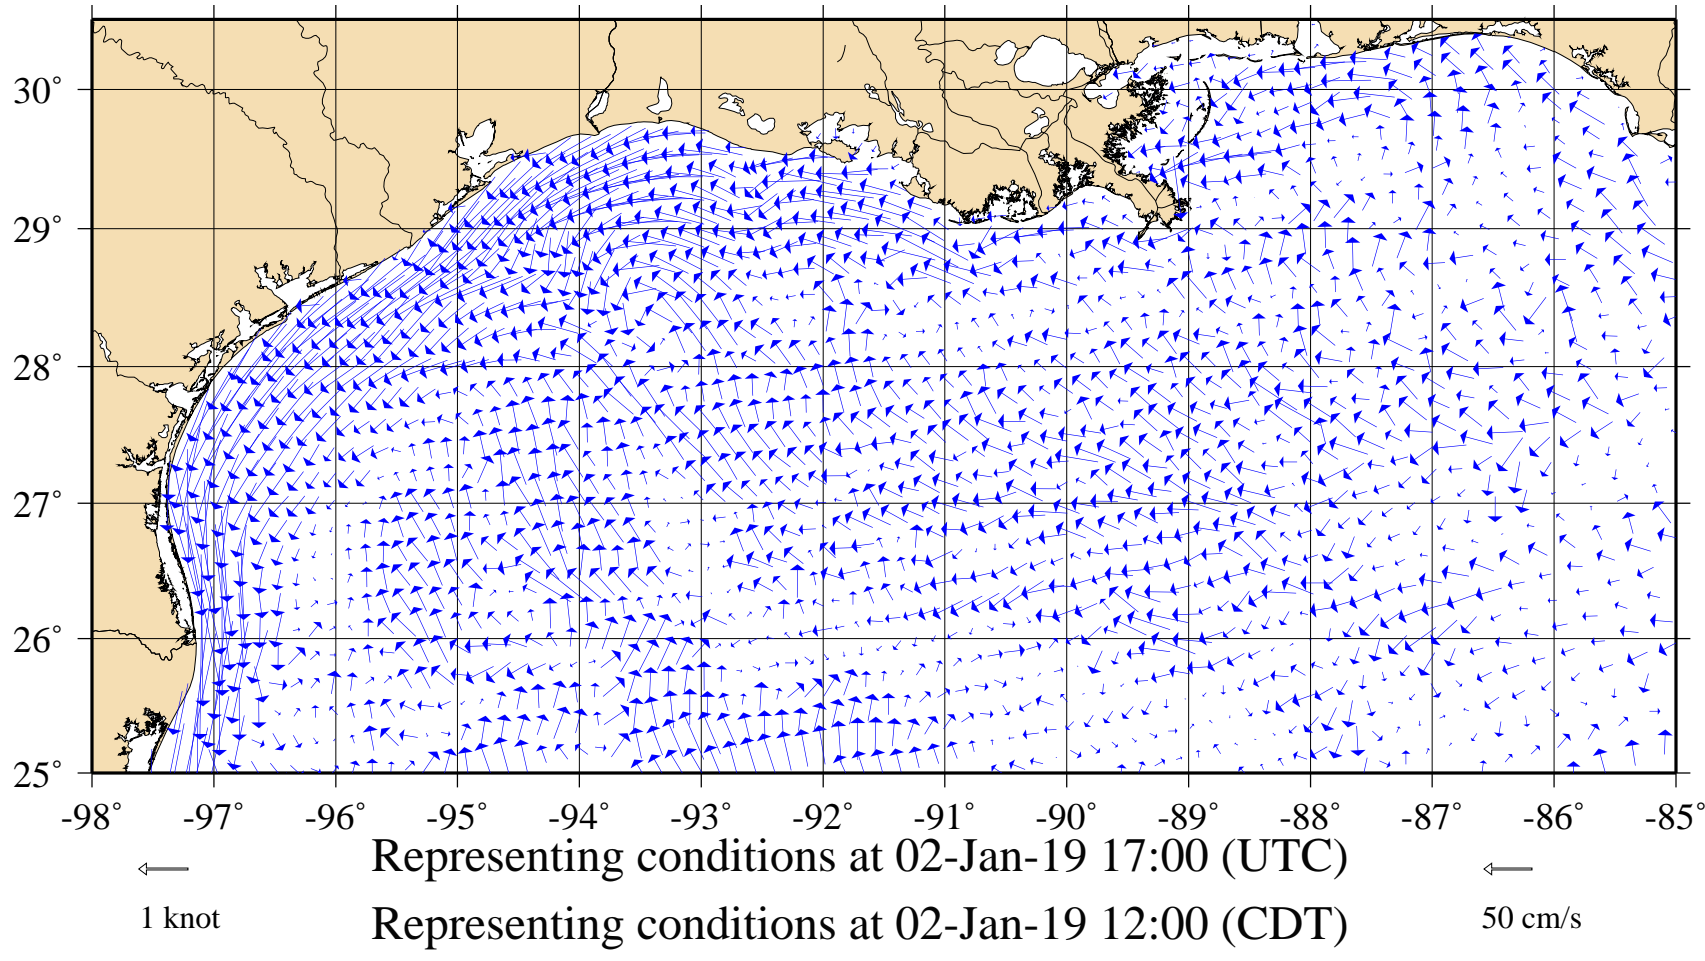 30°
29°
28°
27°
26°
25°
-98° -97° -96° -95° -94° -93° -92° -91° -90° -89° -88° -87° -86° -85°
Representing conditions at 02-Jan-19 17:00 (UTC)
1 knot
Representing conditions at 02-Jan-19 12:00 (CDT)
50 cm/s